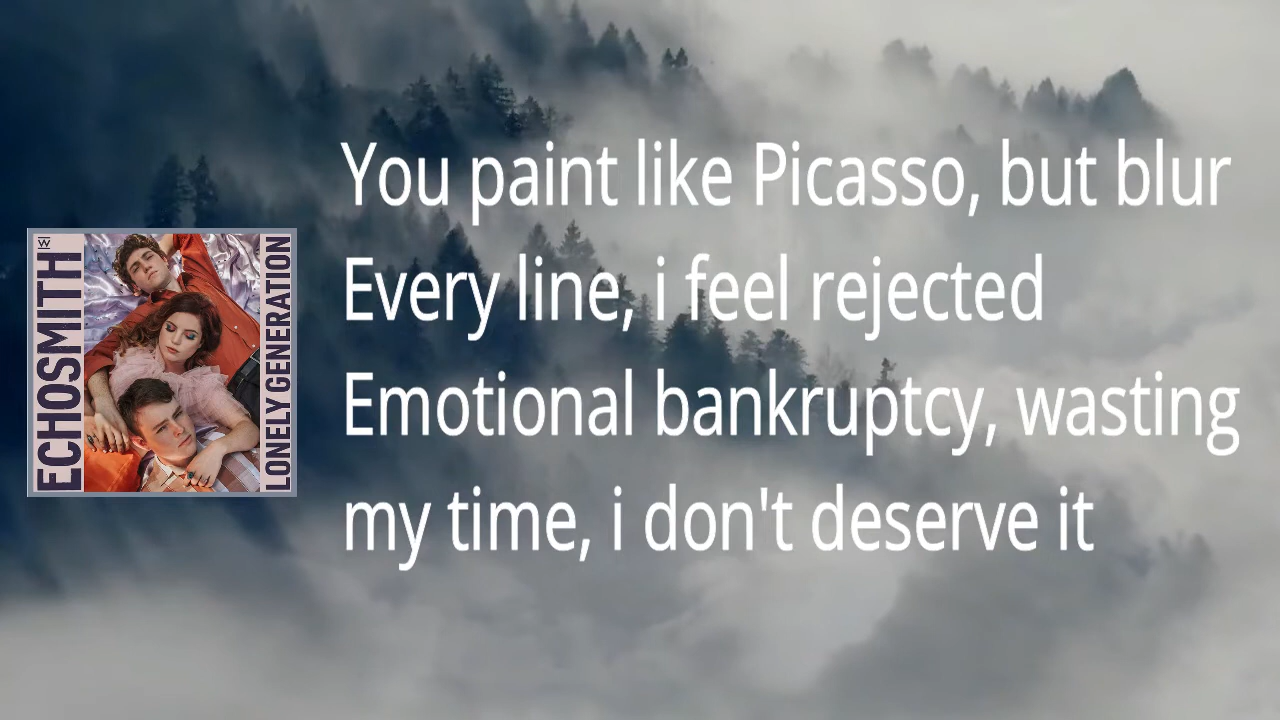 ECHOSMITH
LONELY GENERATION
You paint like Picasso, but blur
Every line, i feel rejected
Emotional bankruptcy, wasting
my time, i don't deserve it